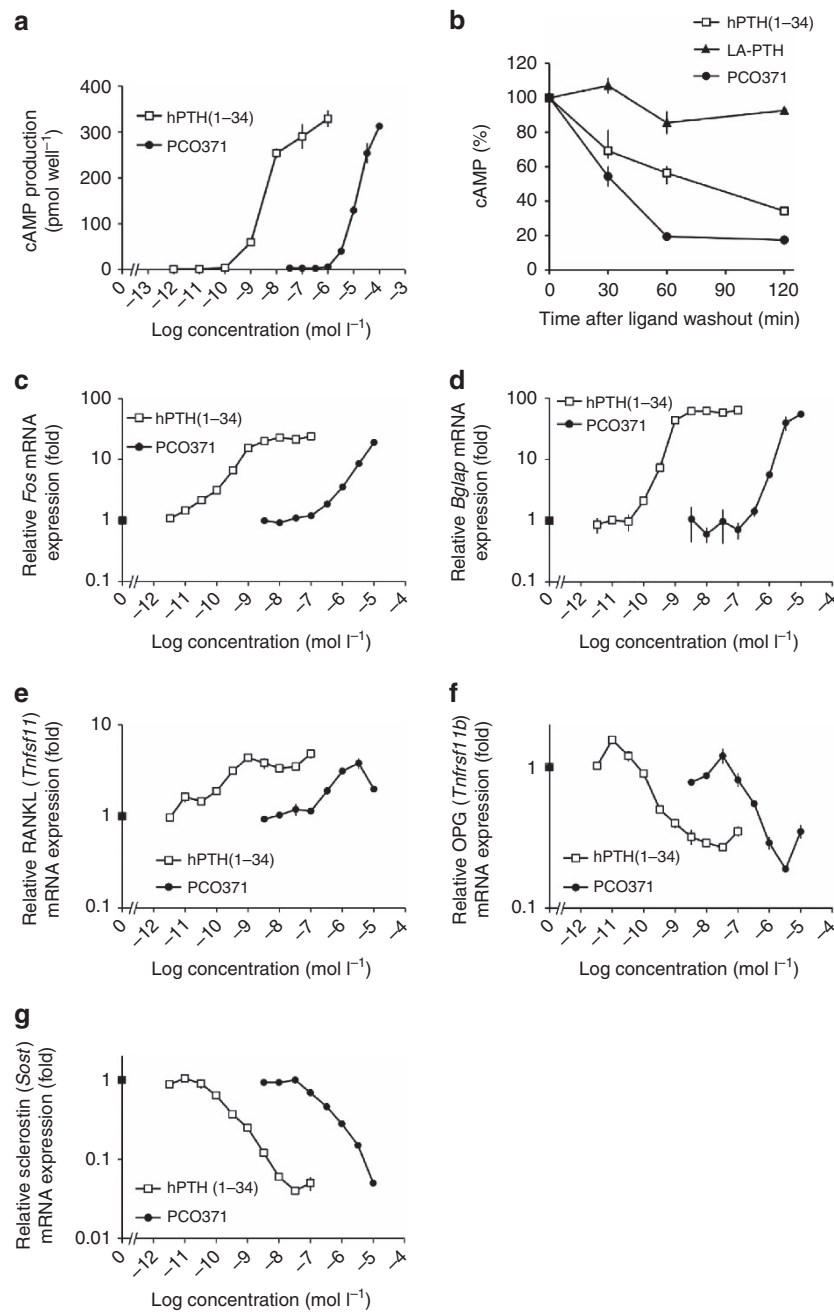 a
cAMP production
(pmol well⁻¹)
400
300
200
100
0
hPTH(1–34)
PCO371
0
–13
–12
–11
–10
–9
–8
–7
–6
–5
–4
–3
Log concentration (mol l⁻¹)
b
hPTH(1–34)
LA-PTH
PCO371
cAMP (%)
120
100
80
60
40
20
0
0
30
60
90
120
Time after ligand washout (min)
c
Relative Fos mRNA
expression (fold)
100
10
1
0.1
hPTH(1–34)
PCO371
0
–12
–11
–10
–9
–8
–7
–6
–5
–4
Log concentration (mol l⁻¹)
d
Relative Bglap mRNA
expression (fold)
100
10
1
0.1
hPTH(1–34)
PCO371
0
–12
–11
–10
–9
–8
–7
–6
–5
–4
Log concentration (mol l⁻¹)
e
Relative RANKL (Tnfsf11)
mRNA expression (fold)
10
1
0.1
hPTH(1–34)
PCO371
0
–12
–11
–10
–9
–8
–7
–6
–5
–4
Log concentration (mol l⁻¹)
f
Relative OPG (Tnfrsf11b)
mRNA expression (fold)
1
0.1
hPTH(1–34)
PCO371
0
–12
–11
–10
–9
–8
–7
–6
–5
–4
Log concentration (mol l⁻¹)
g
Relative sclerostin (Sost)
mRNA expression (fold)
1
0.1
0.01
hPTH (1–34)
PCO371
0
–12
–11
–10
–9
–8
–7
–6
–5
–4
Log concentration (mol l⁻¹)